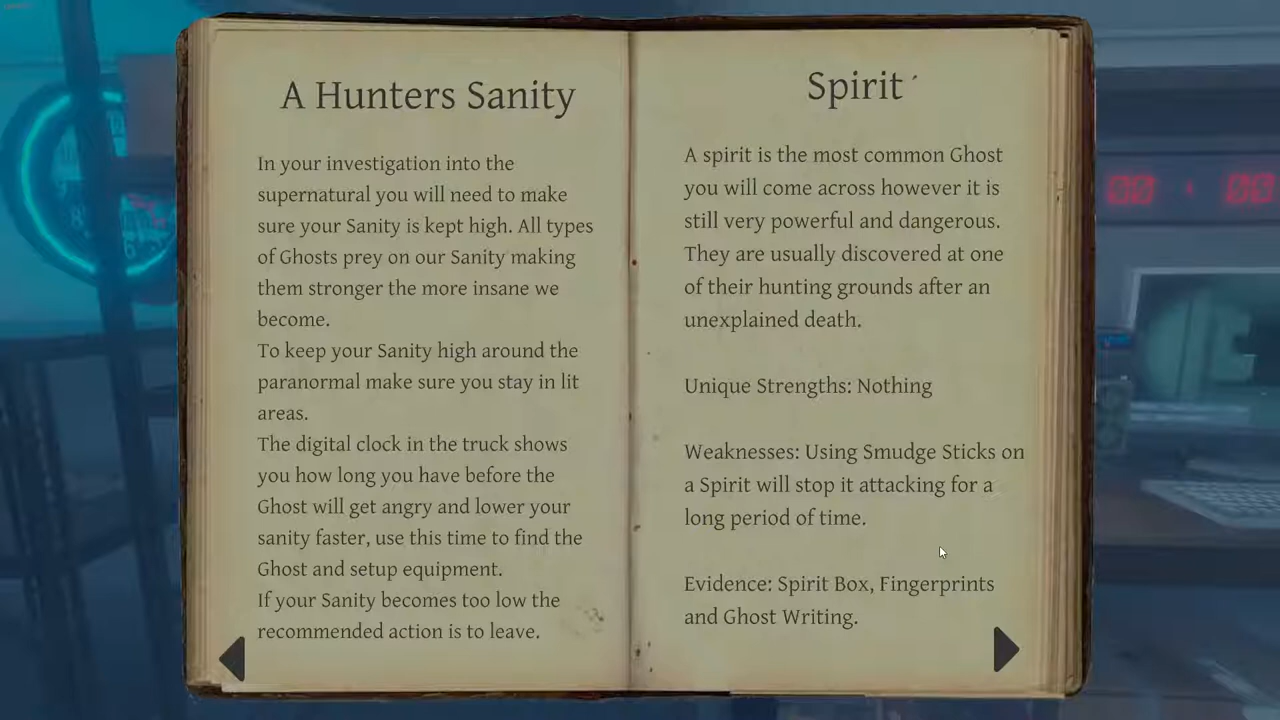 A Hunters Sanity
In your investigation into the
supernatural you will need to make
sure your Sanity is kept high. All types
of Ghosts prey on our Sanity making
them stronger the more insane we
become.
To keep your Sanity high around the
paranormal make sure you stay in lit
areas.
The digital clock in the truck shows
you how long you have before the
Ghost will get angry and lower your
sanity faster, use this time to find the
Ghost and setup equipment.
If your Sanity becomes too low the
recommended action is to leave.
Spirit
A spirit is the most common Ghost
you will come across however it is
still very powerful and dangerous.
They are usually discovered at one
of their hunting grounds after an
unexplained death.
Unique Strengths: Nothing
Weaknesses: Using Smudge Sticks on
a Spirit will stop it attacking for a
long period of time.
Evidence: Spirit Box, Fingerprints
and Ghost Writing.
00 : 00